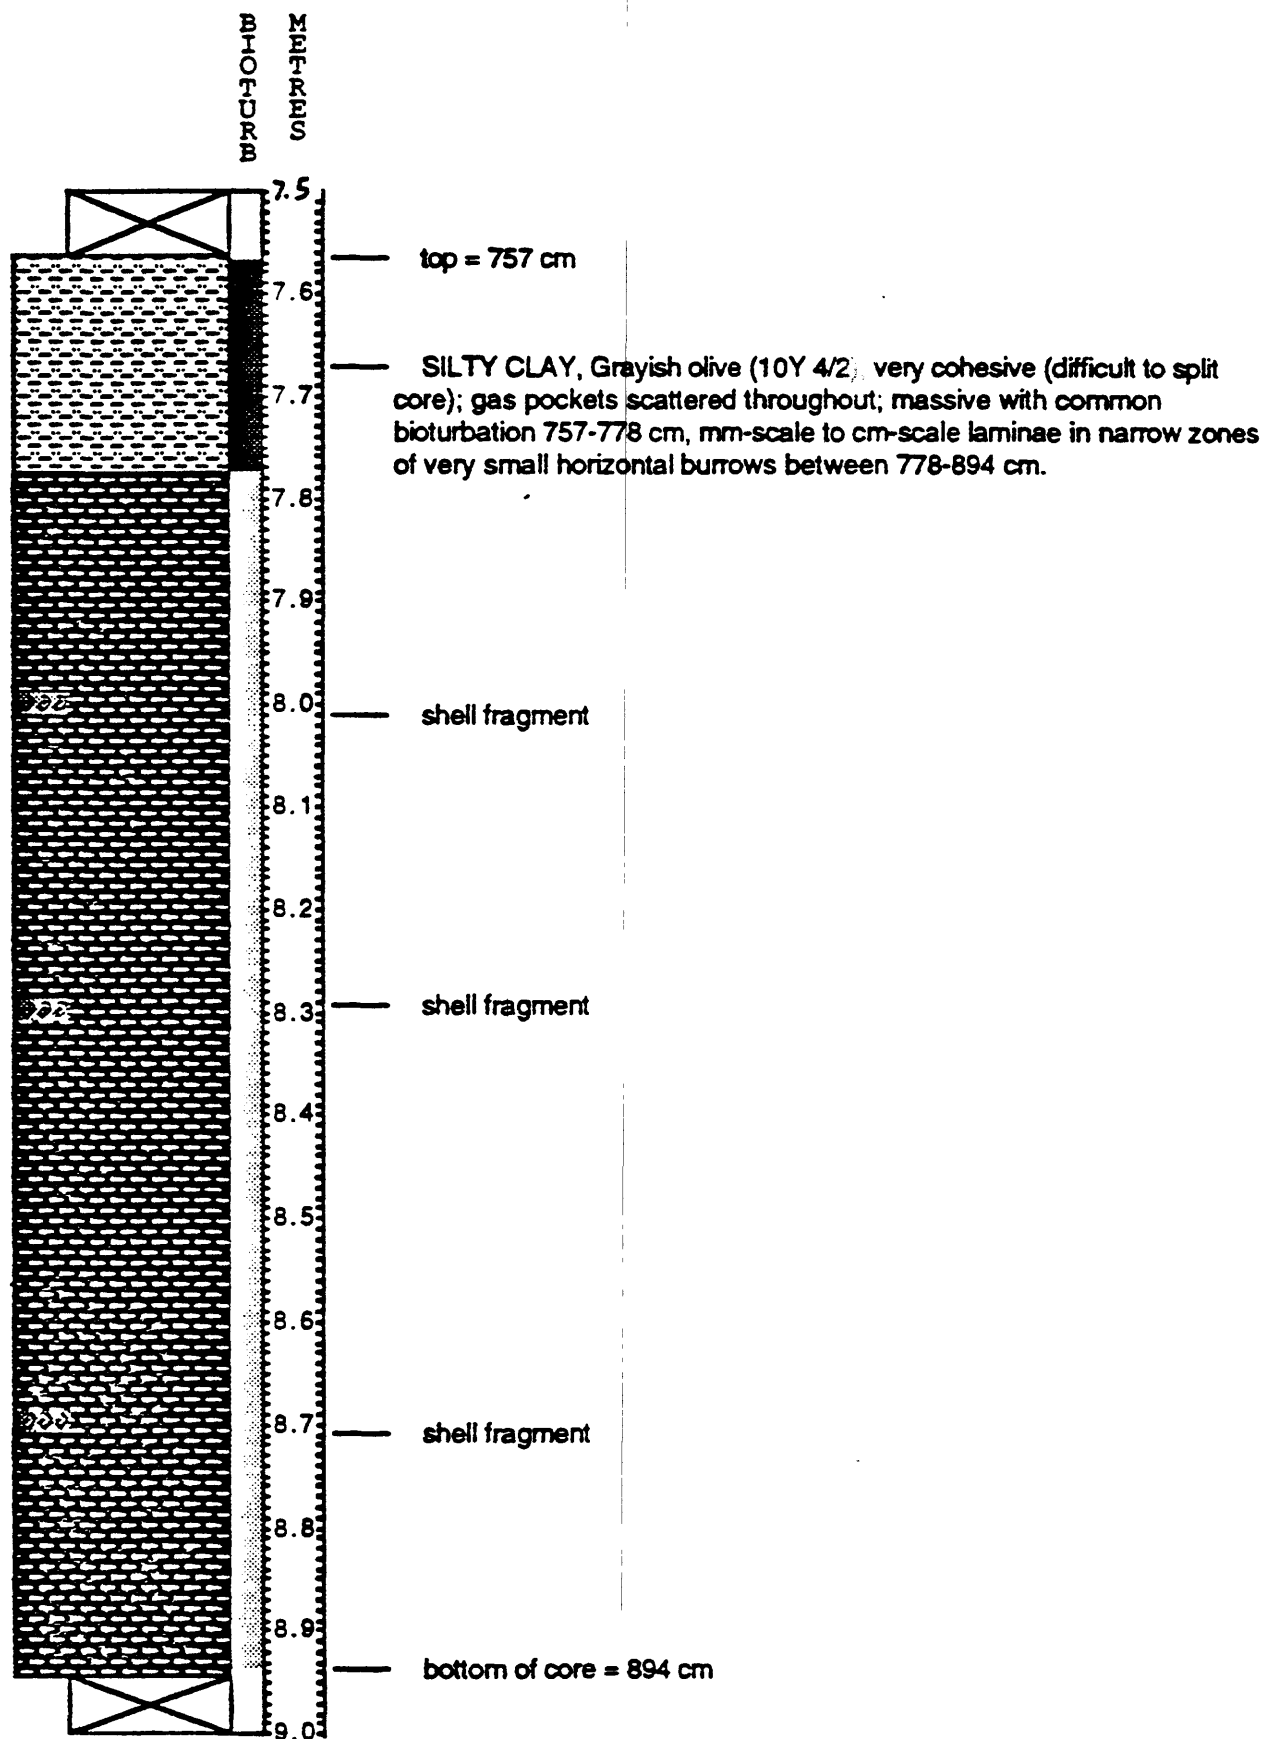 BIOTURB
METRES
7.5
top = 757 cm
7.6
SILTY CLAY, Grayish olive (10Y 4/2, very cohesive (difficult to split
7.7
core); gas pockets scattered throughout; massive with common
bioturbation 757-778 cm, mm-scale to cm-scale laminae in narrow zones
of very small horizontal burrows between 778-894 cm.
7.8
7.9
8.0
shell fragment
8.1
8.2
8.3
shell fragment
8.4
8.5
8.6
8.7
shell fragment
8.8
8.9
bottom of core = 894 cm
9.0